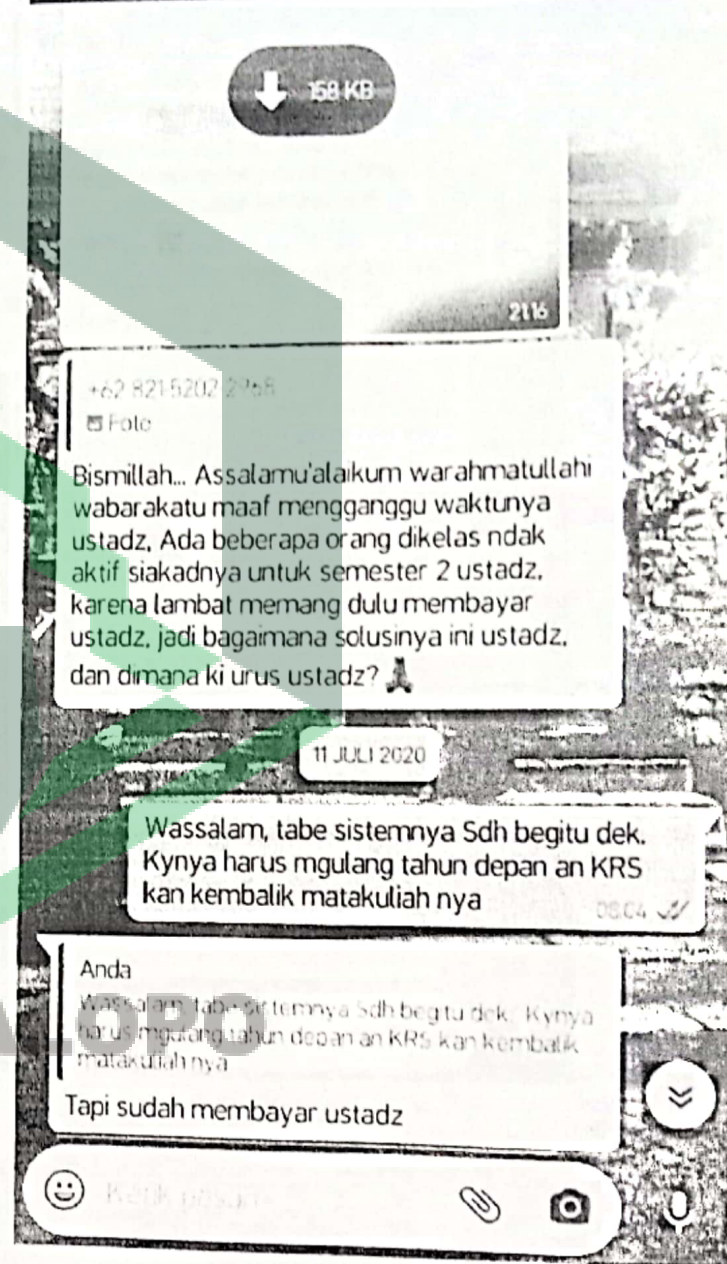 158 KB
21.16
+62 821 5202 2968
Foto
Bismillah... Assalamu'alaikum warahmatullahi
wabarakatu maaf mengganggu waktunya
ustadz, Ada beberapa orang dikelas ndak
aktif siakadnya untuk semester 2 ustadz,
karena lambat memang dulu membayar
ustadz, jadi bagaimana solusinya ini ustadz,
dan dimana ki urus ustadz?
11 JULI 2020
Wassalam, tabe sistemnya Sdh begitu dek.
Kynya harus mgulang tahun depan an KRS
kan kembalik matakuliah nya
06.04
Anda
Wassalam, tabe sistemnya Sdh begitu dek. Kynya
harus mgulang tahun depan an KRS kan kembalik
matakuliah nya
Tapi sudah membayar ustadz
Ketik pesan